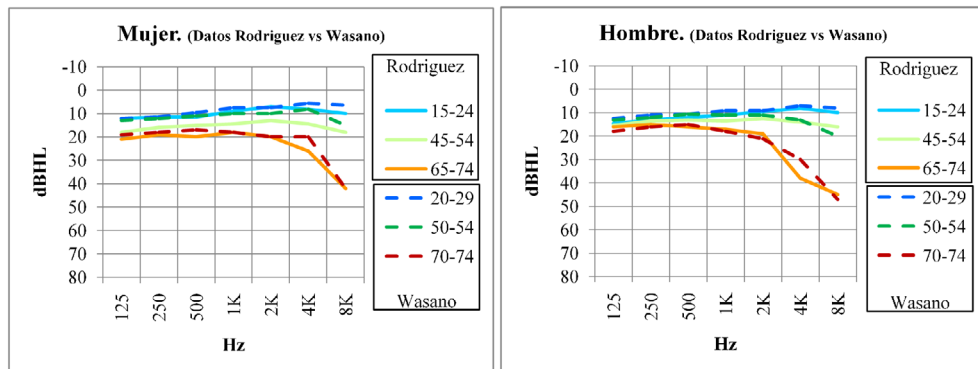 Mujer. (Datos Rodriguez vs Wasano)
-10
0
10
20
30
40
50
60
70
80
dBHL
125
250
500
1K
2K
4K
8K
Hz
Rodriguez
15-24
45-54
65-74
20-29
50-54
70-74
Wasano
Hombre. (Datos Rodriguez vs Wasano)
-10
0
10
20
30
40
50
60
70
80
dBHL
125
250
500
1K
2K
4K
8K
Hz
Rodriguez
15-24
45-54
65-74
20-29
50-54
70-74
Wasano